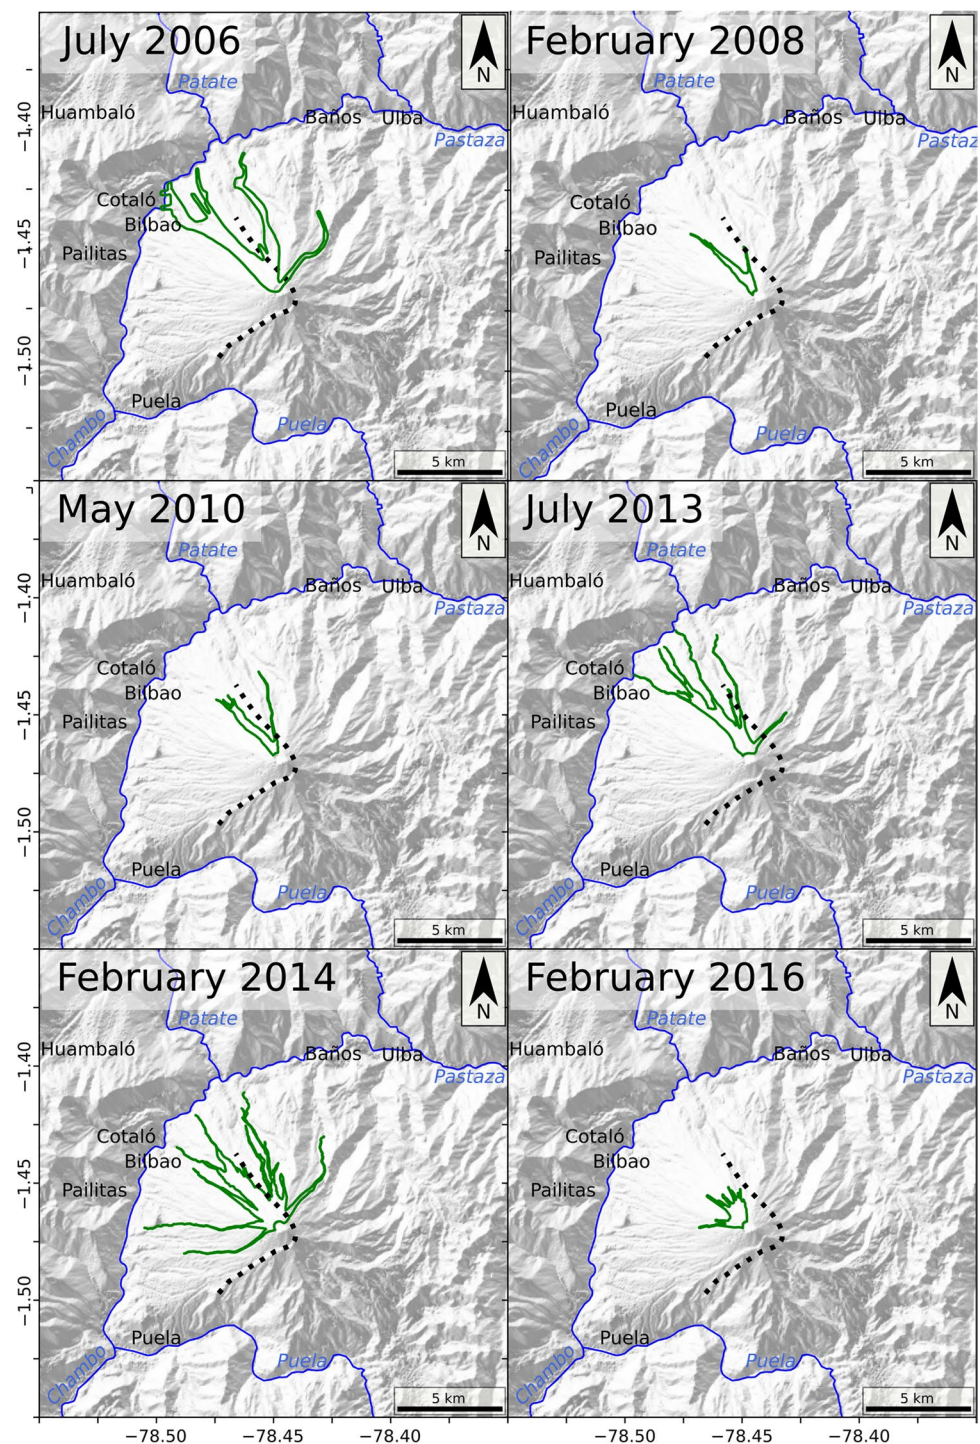 July 2006
N
Patate
Huambaló
Baños
Ulba
Pastaza
Cotaló
Bilbao
Pailitas
Puela
Puela
Chambo
5 km
−1.40
−1.45
−1.50
February 2008
N
Patate
Huambaló
Baños
Ulba
Pastaza
Cotaló
Bilbao
Pailitas
Puela
Puela
Chambo
5 km
May 2010
N
Patate
Huambaló
Baños
Ulba
Pastaza
Cotaló
Bilbao
Pailitas
Puela
Puela
Chambo
5 km
−1.40
−1.45
−1.50
July 2013
N
Patate
Huambaló
Baños
Ulba
Pastaza
Cotaló
Bilbao
Pailitas
Puela
Puela
Chambo
5 km
February 2014
N
Patate
Huambaló
Baños
Ulba
Pastaza
Cotaló
Bilbao
Pailitas
Puela
Puela
Chambo
5 km
−1.40
−1.45
−1.50
−78.50
−78.45
−78.40
February 2016
N
Patate
Huambaló
Baños
Ulba
Pastaza
Cotaló
Bilbao
Pailitas
Puela
Puela
Chambo
5 km
−78.50
−78.45
−78.40